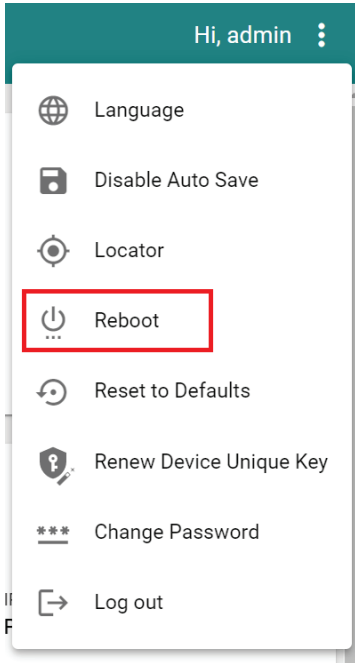 Hi, admin
Language
Disable Auto Save
Locator
Reboot
Reset to Defaults
Renew Device Unique Key
***
Change Password
Log out